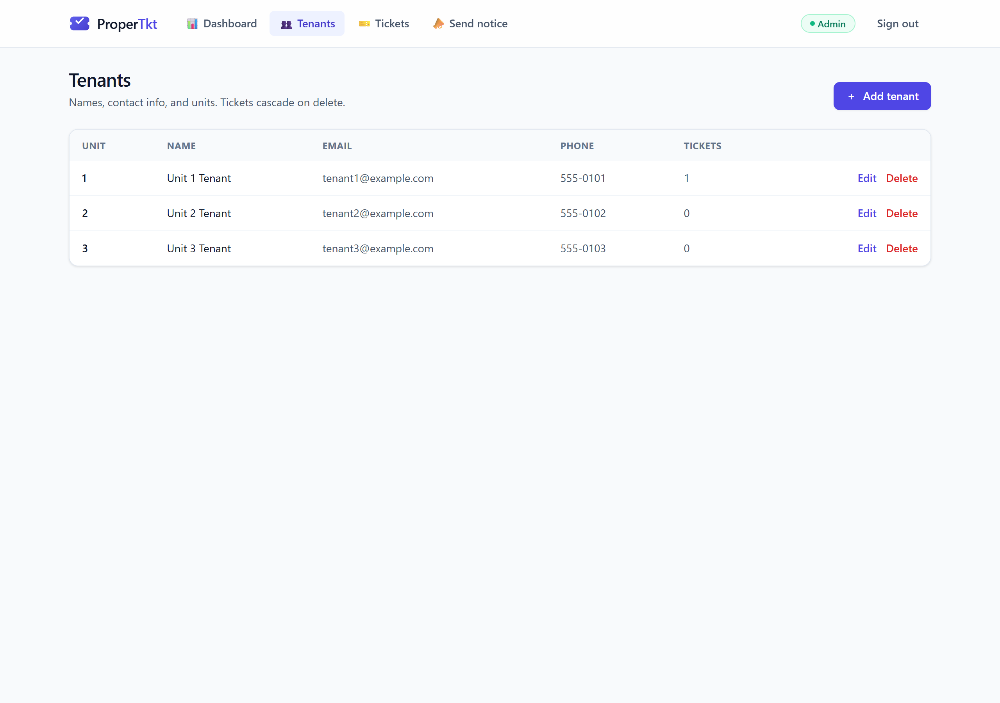 ProperTkt Dashboard Tenants Tickets Send notice Admin Sign out
Tenants
Names, contact info, and units. Tickets cascade on delete.
+ Add tenant
UNIT NAME EMAIL PHONE TICKETS
1 Unit 1 Tenant tenant1@example.com 555-0101 1 Edit Delete
2 Unit 2 Tenant tenant2@example.com 555-0102 0 Edit Delete
3 Unit 3 Tenant tenant3@example.com 555-0103 0 Edit Delete